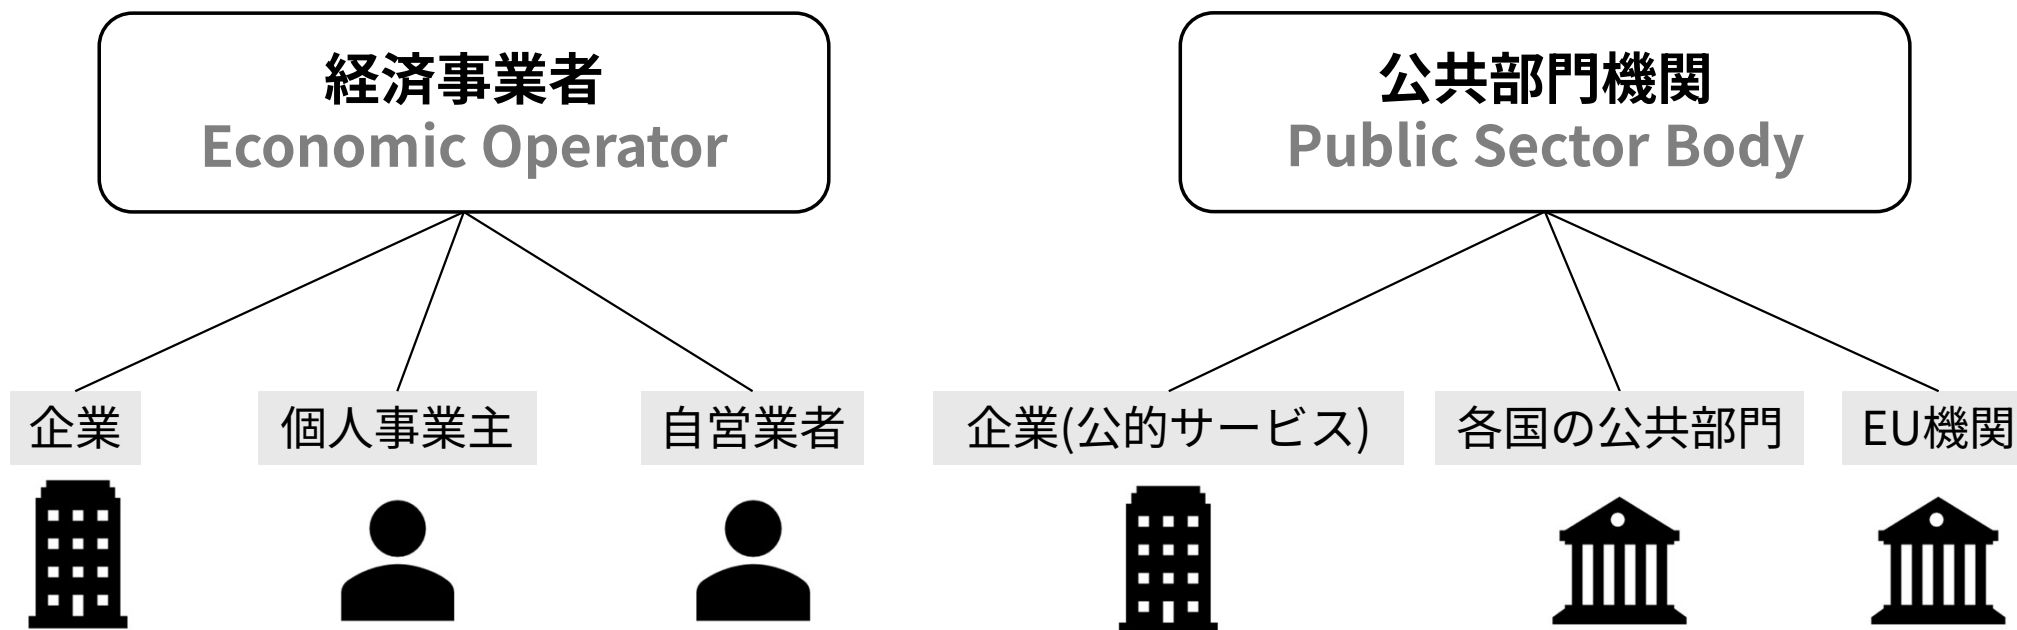 経済事業者
Economic Operator
公共部門機関
Public Sector Body
企業
個人事業主
自営業者
企業(公的サービス)
各国の公共部門
EU機関